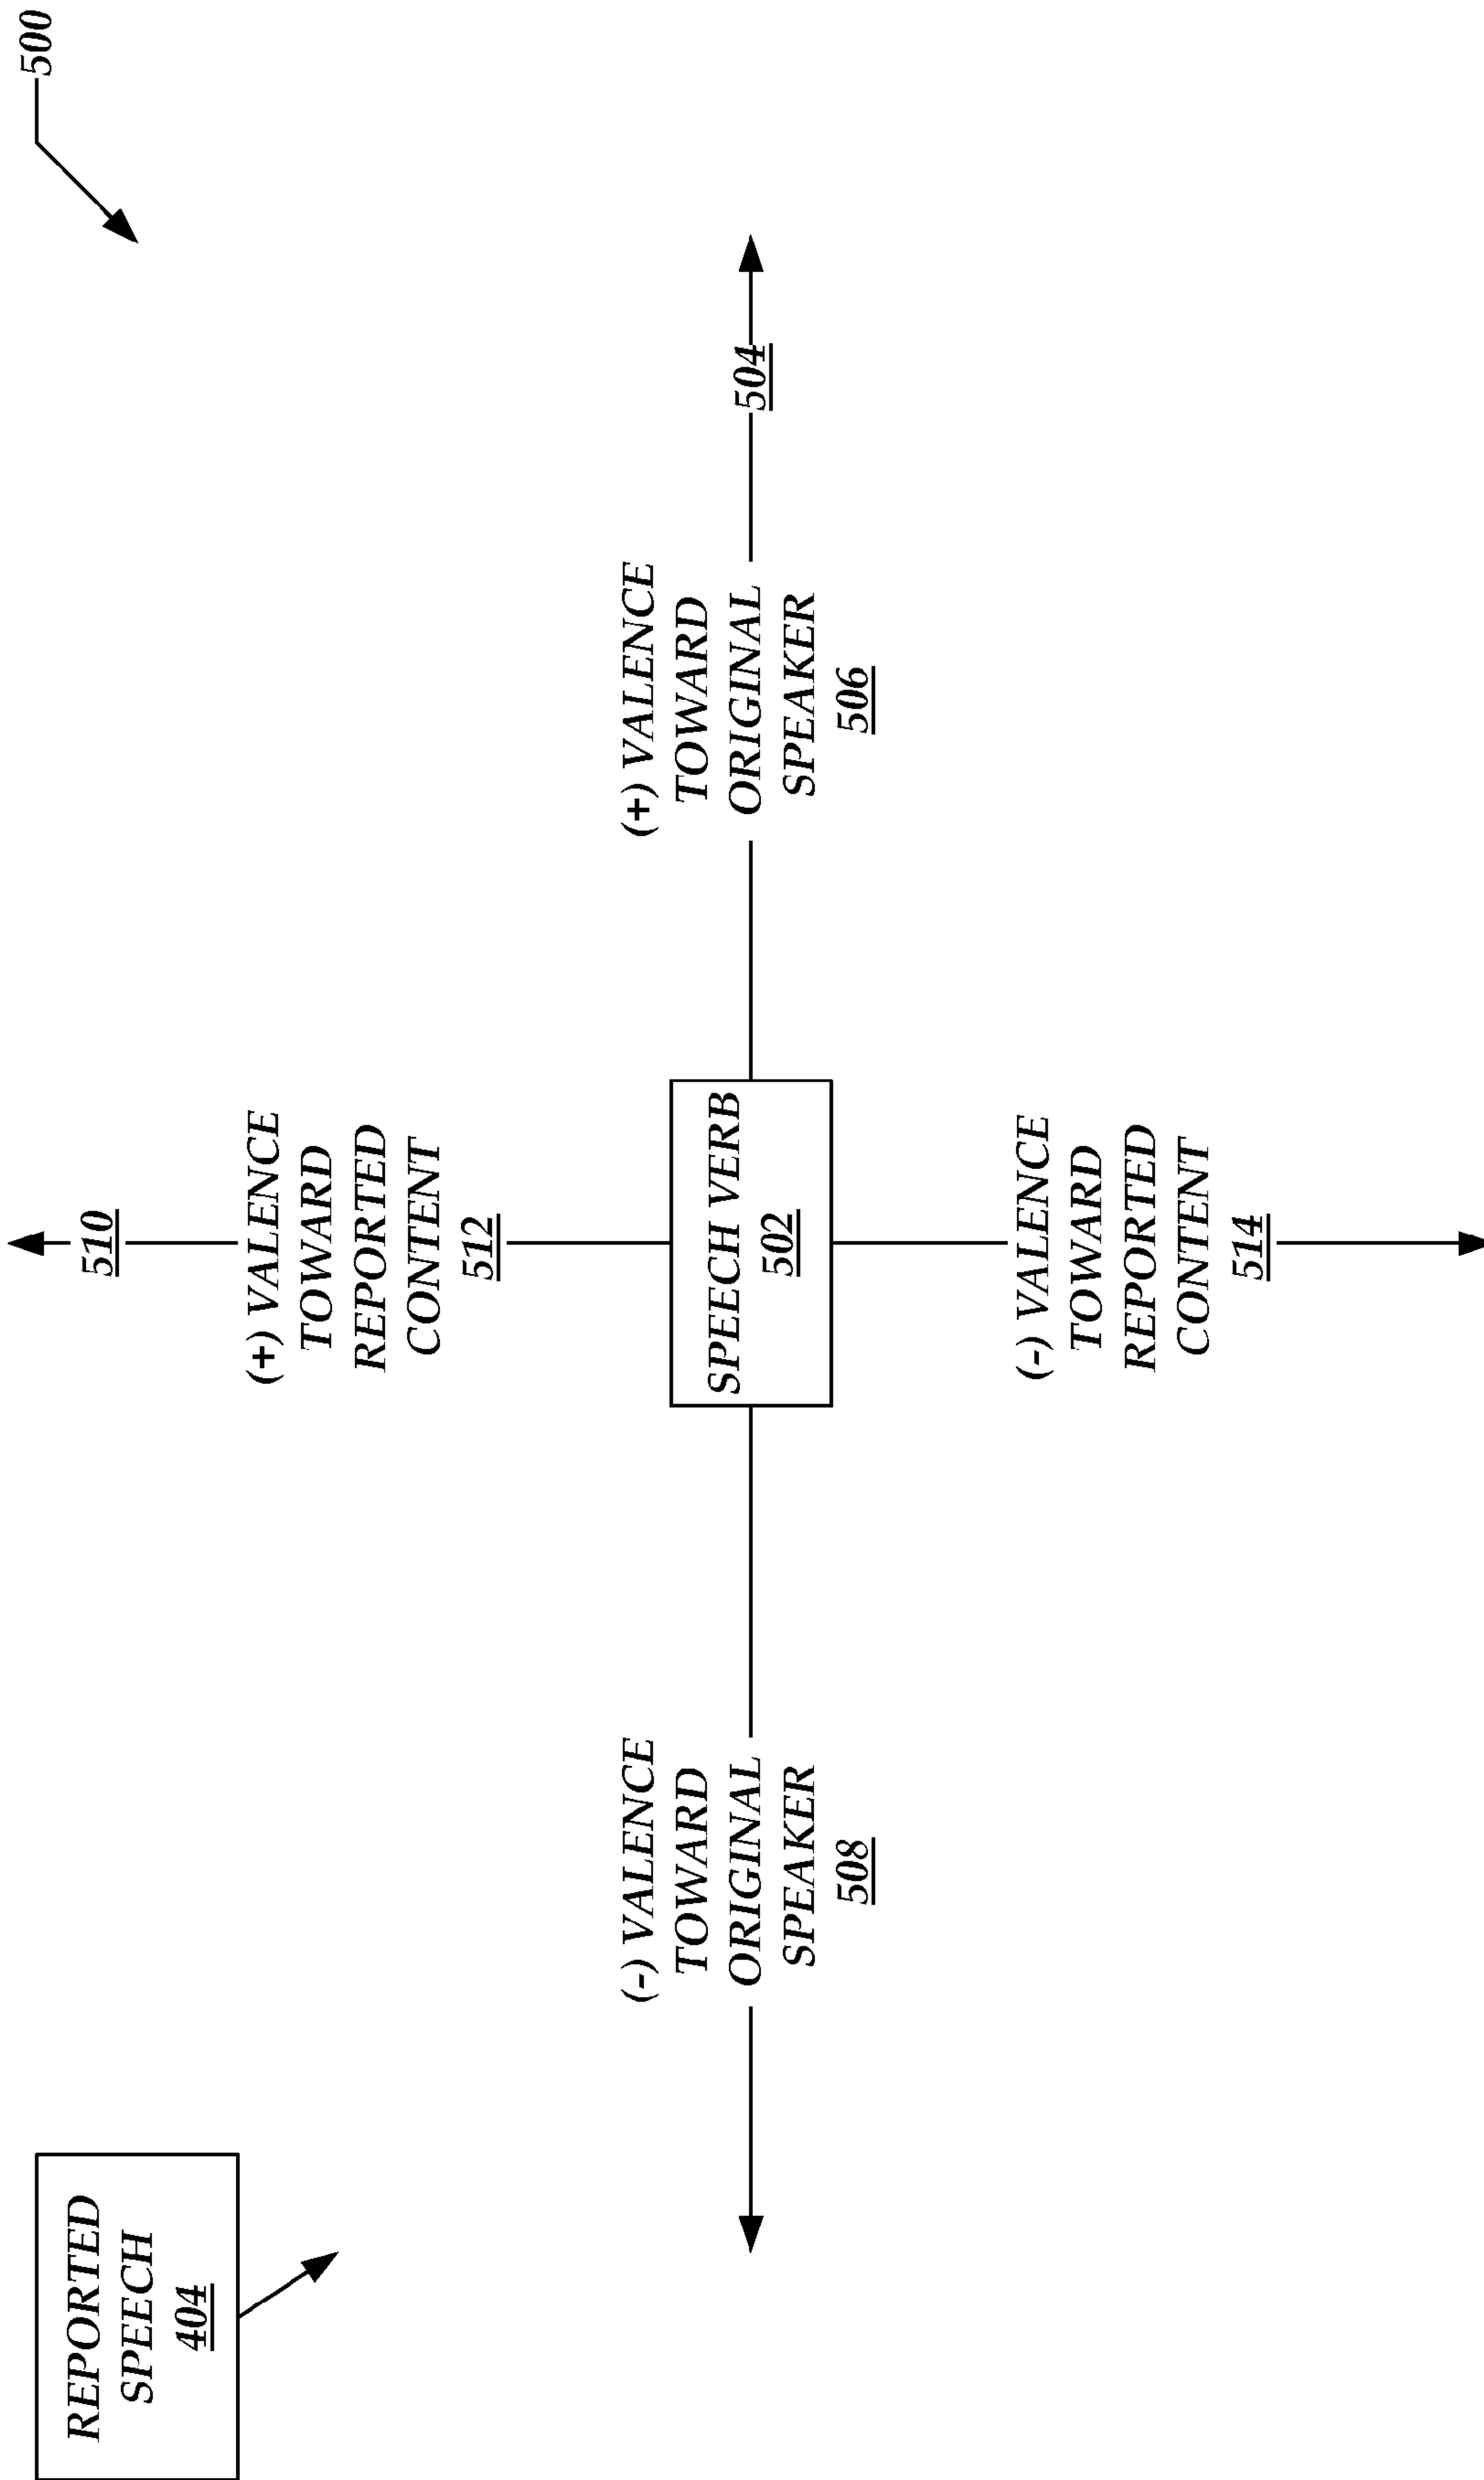 REPORTED
SPEECH
404
500
510
(+) VALENCE
TOWARD
REPORTED
CONTENT
512
(-) VALENCE
TOWARD
ORIGINAL
SPEAKER
508
SPEECH VERB
502
(+) VALENCE
TOWARD
ORIGINAL
SPEAKER
506
504
(-) VALENCE
TOWARD
REPORTED
CONTENT
514